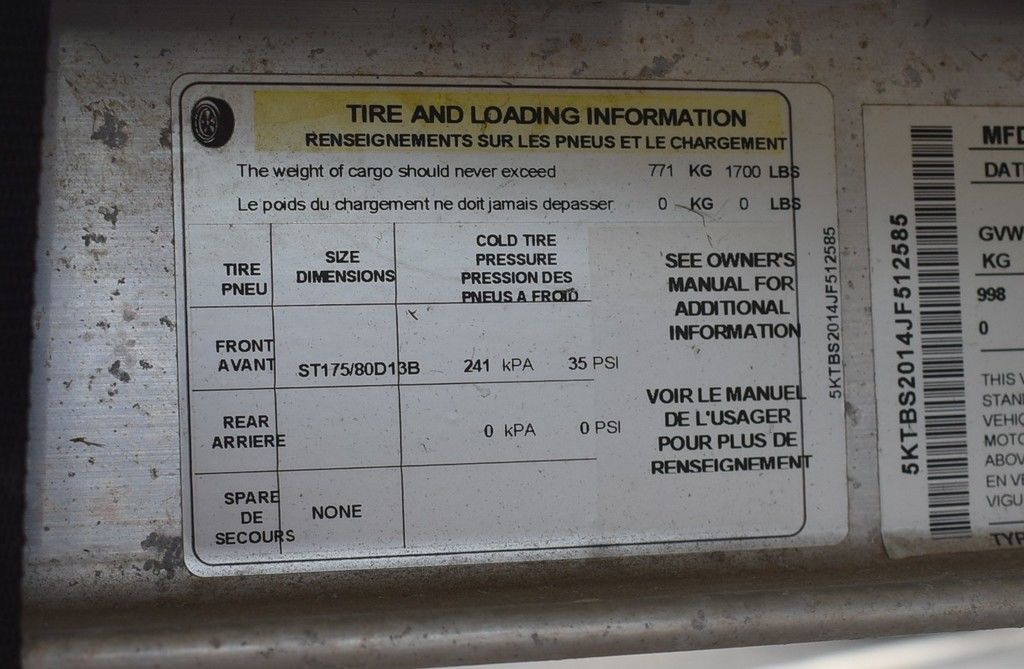 TIRE AND LOADING INFORMATION
RENSEIGNEMENTS SUR LES PNEUS ET LE CHARGEMENT
The weight of cargo should never exceed 771 KG 1700 LBS
Le poids du chargement ne doit jamais depasser 0 KG 0 LBS
TIRE
PNEU
SIZE
DIMENSIONS
COLD TIRE
PRESSURE
PRESSION DES
PNEUS A FROID
FRONT
AVANT
ST175/80D13B
241 kPA 35 PSI
REAR
ARRIERE
0 kPA 0 PSI
SPARE
DE
SECOURS
NONE
SEE OWNER'S
MANUAL FOR
ADDITIONAL
INFORMATION
VOIR LE MANUEL
DE L'USAGER
POUR PLUS DE
RENSEIGNEMENT
5KTBS2014JF512585
5KTBS2014JF512585
MFD
DAT
GVW
KG
998
0
THIS V
STAN
VEHIC
MOTO
ABOV
EN VE
VIGU
TYP